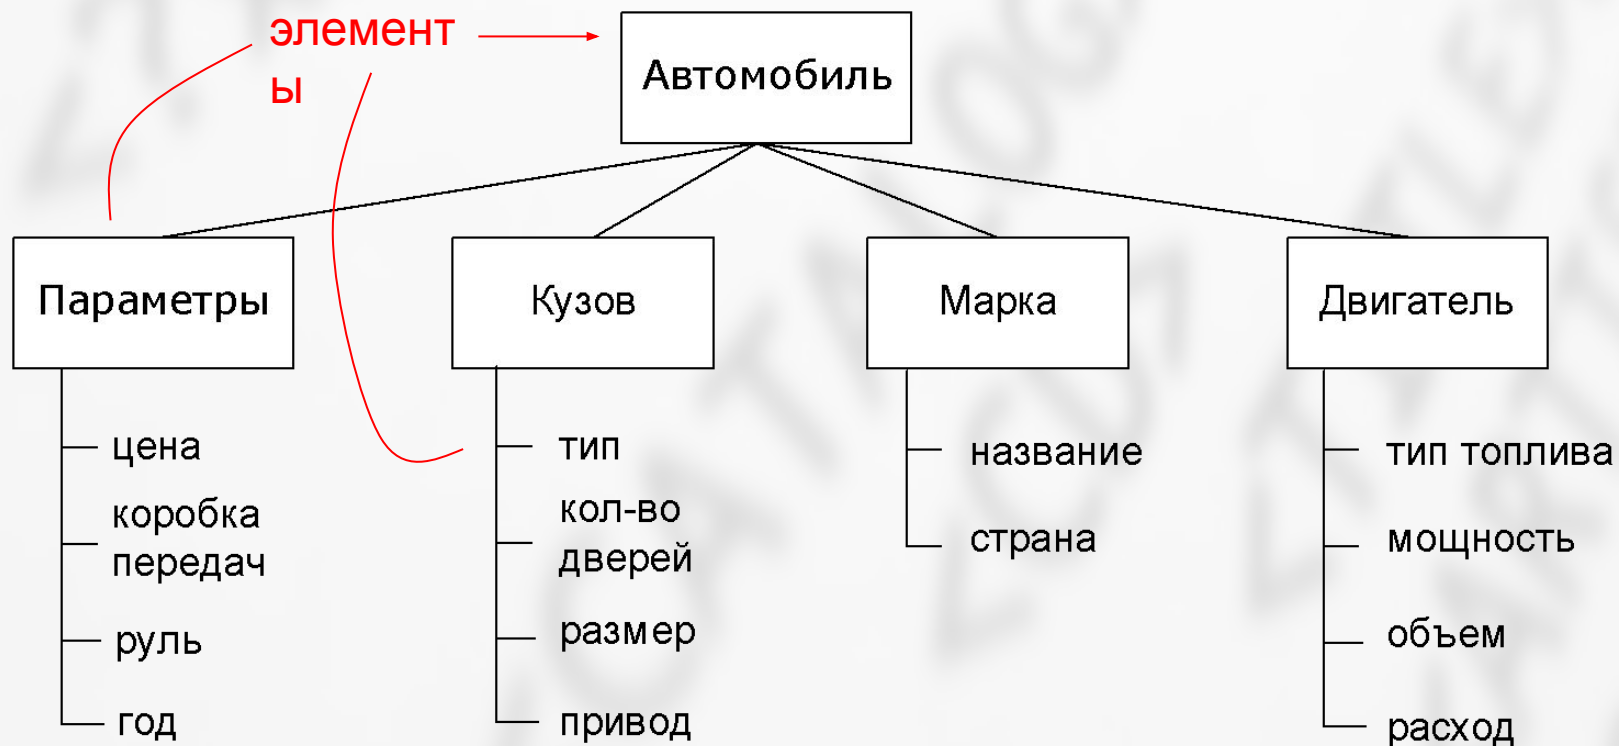 элемент
ы
Автомобиль
Параметры
Кузов
Марка
Двигатель
цена
коробка
передач
руль
год
тип
кол-во
дверей
размер
привод
название
страна
тип топлива
мощность
объем
расход